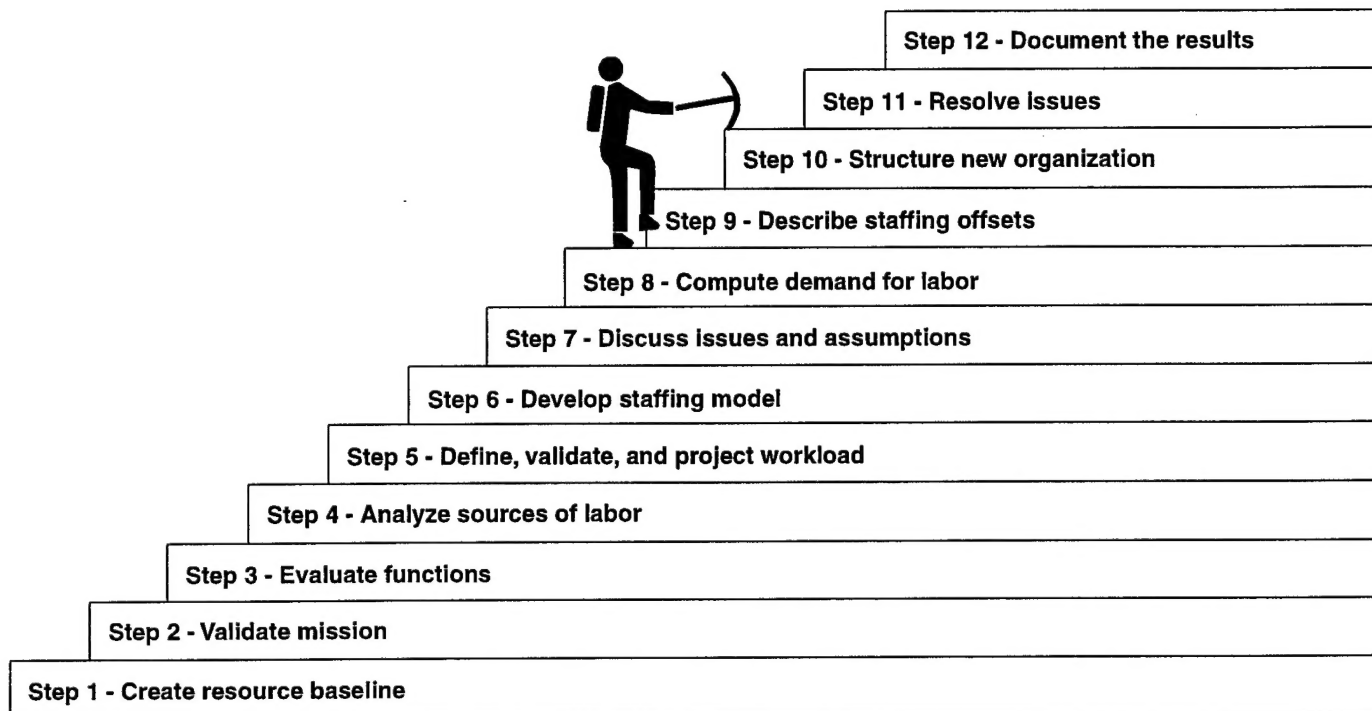 Step 12 - Document the results
Step 11 - Resolve issues
Step 10 - Structure new organization
Step 9 - Describe staffing offsets
Step 8 - Compute demand for labor
Step 7 - Discuss issues and assumptions
Step 6 - Develop staffing model
Step 5 - Define, validate, and project workload
Step 4 - Analyze sources of labor
Step 3 - Evaluate functions
Step 2 - Validate mission
Step 1 - Create resource baseline